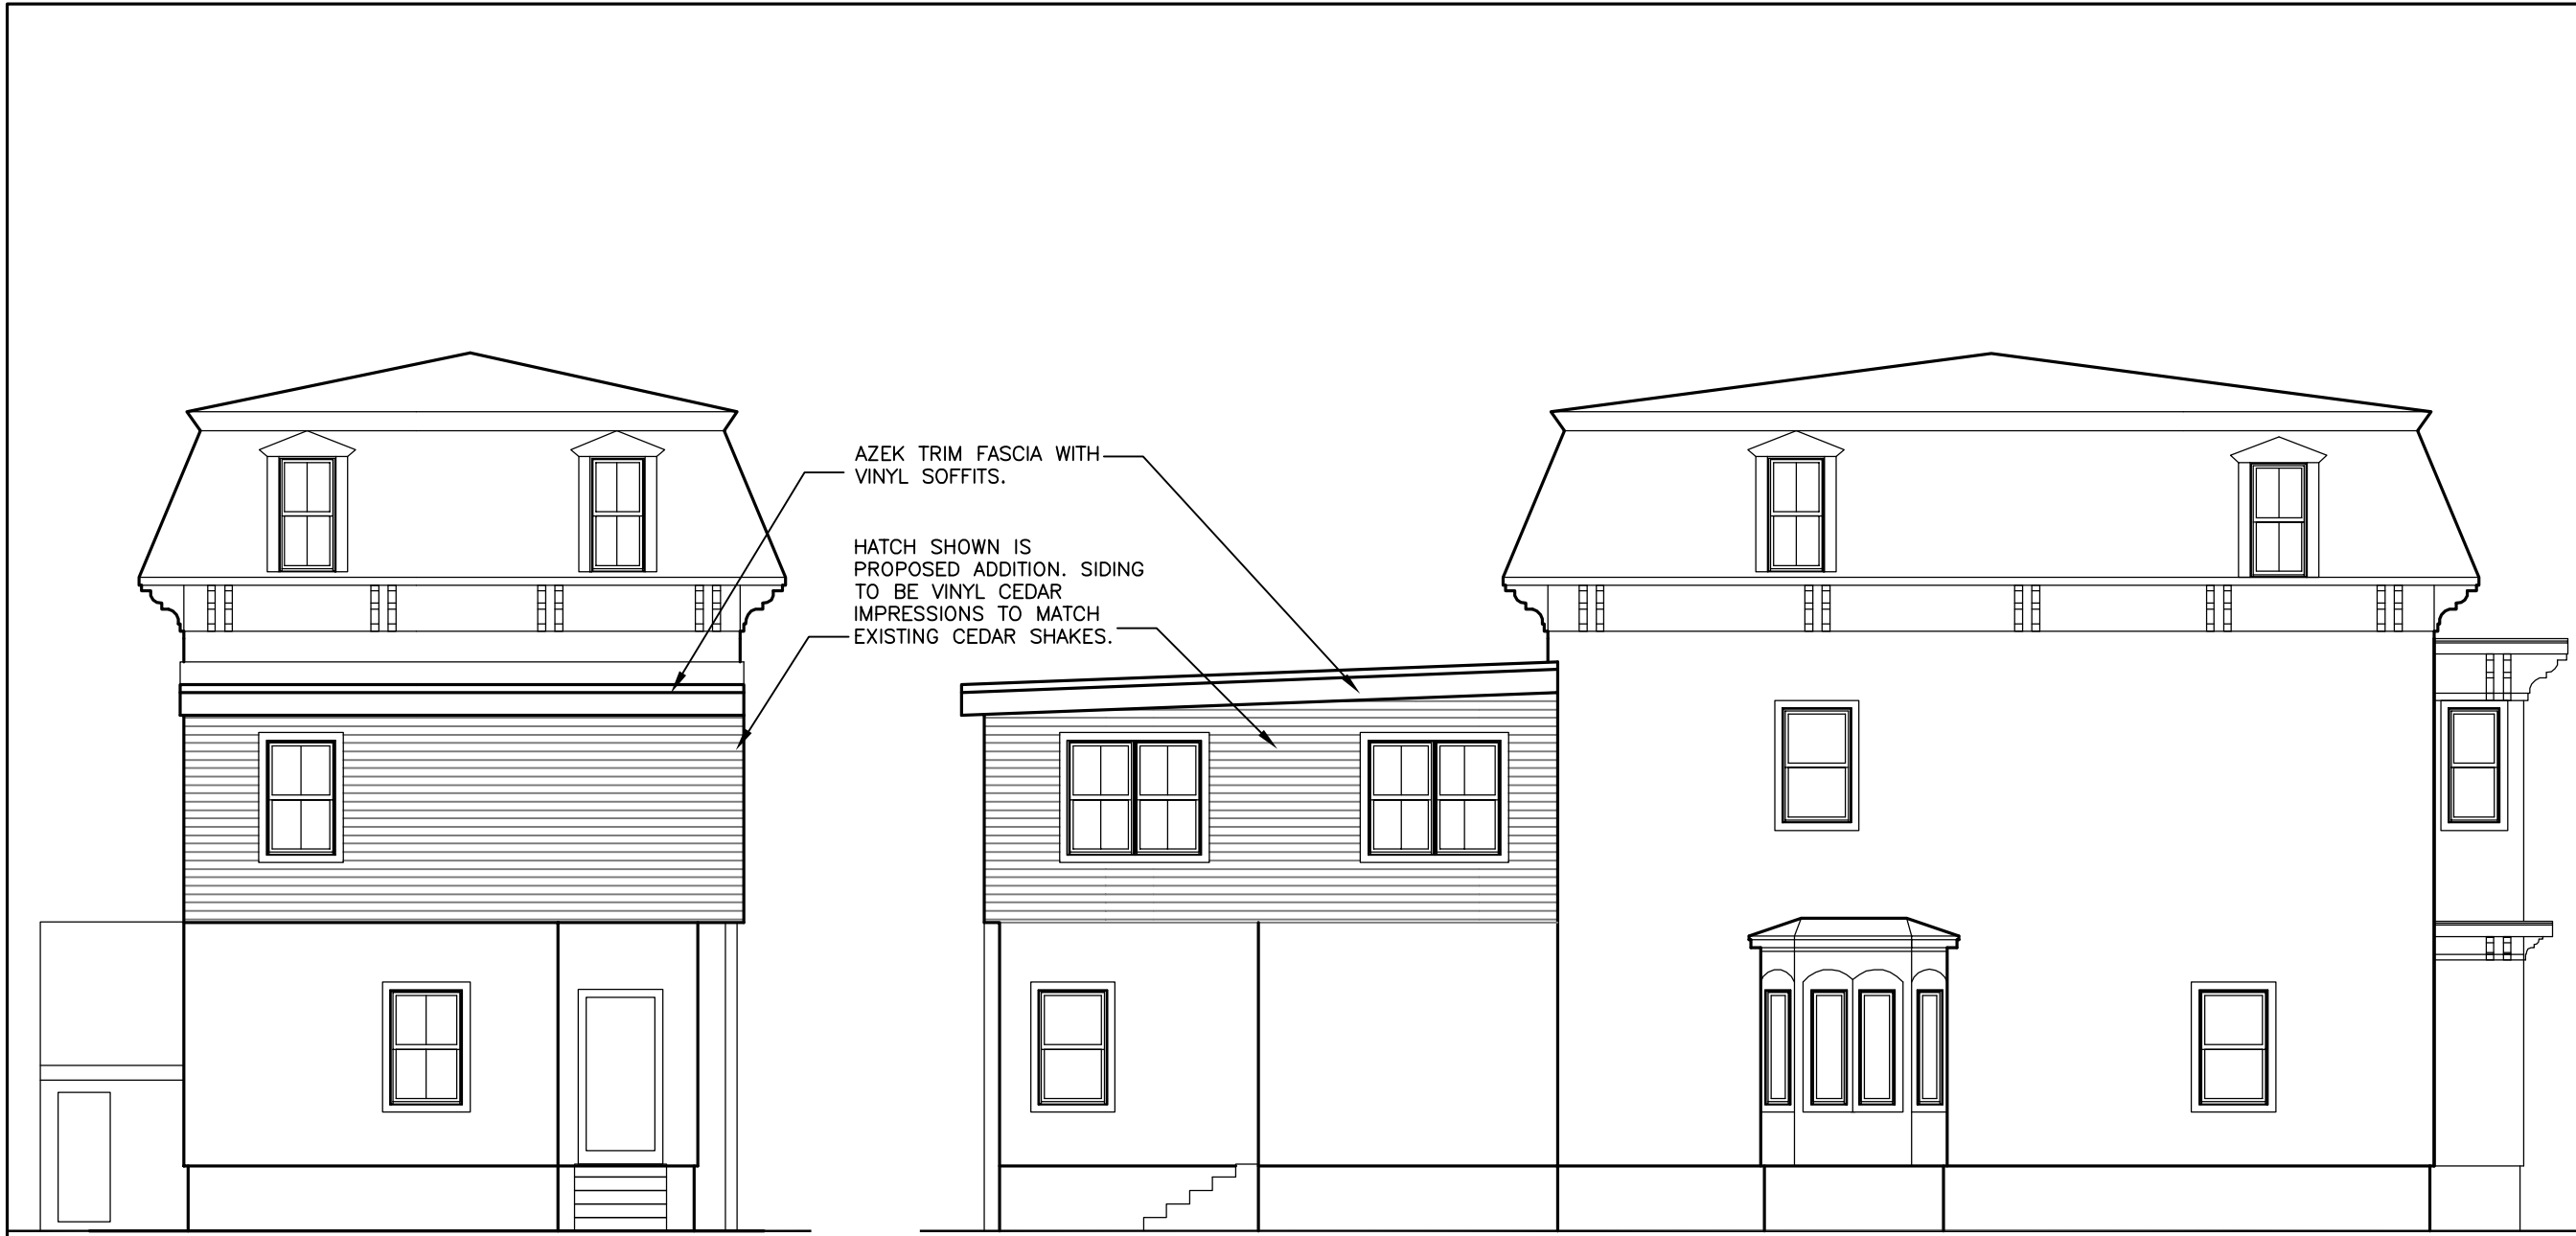 AZEK TRIM FASCIA WITH
VINYL SOFFITS.
HATCH SHOWN IS
PROPOSED ADDITION. SIDING
TO BE VINYL CEDAR
IMPRESSIONS TO MATCH
EXISTING CEDAR SHAKES.